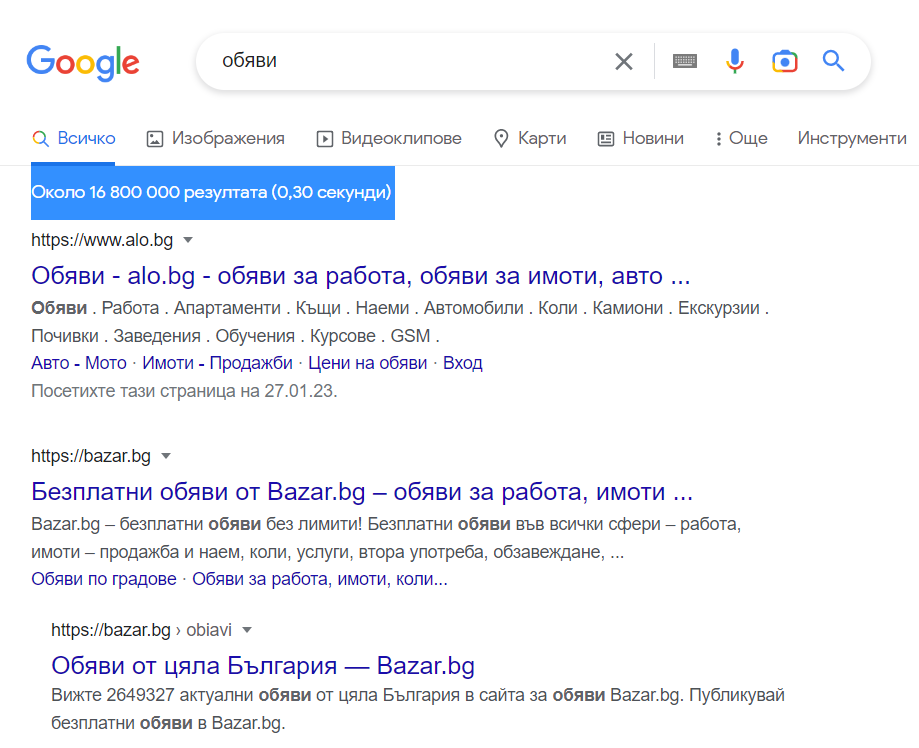 Google
обяви
Всичко
Изображения
Видеоклипове
Карти
Новини
Още
Инструменти
Около 16 800 000 резултата (0,30 секунди)
https://www.alo.bg
Обяви - alo.bg - обяви за работа, обяви за имоти, авто ...
Обяви . Работа . Апартаменти . Къщи . Наеми . Автомобили . Коли . Камиони . Екскурзии .
Почивки . Заведения . Обучения . Курсове . GSM .
Авто - Мото · Имоти - Продажби · Цени на обяви · Вход
Посетихте тази страница на 27.01.23.
https://bazar.bg
Безплатни обяви от Bazar.bg – обяви за работа, имоти ...
Bazar.bg – безплатни обяви без лимити! Безплатни обяви във всички сфери – работа,
имоти – продажба и наем, коли, услуги, втора употреба, обзавеждане, ...
Обяви по градове · Обяви за работа, имоти, коли...
https://bazar.bg › obiavi
Обяви от цяла България — Bazar.bg
Вижте 2649327 актуални обяви от цяла България в сайта за обяви Bazar.bg. Публикувай
безплатни обяви в Bazar.bg.